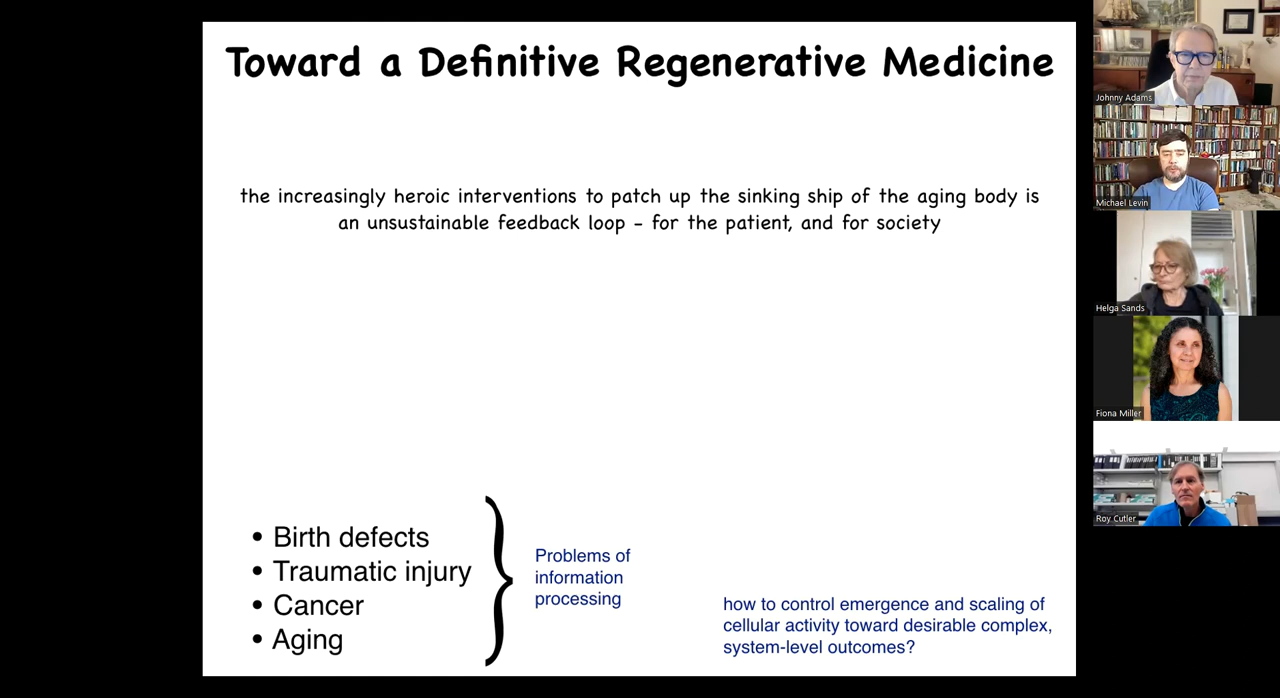 Toward a Definitive Regenerative Medicine
the increasingly heroic interventions to patch up the sinking ship of the aging body is
an unsustainable feedback loop – for the patient, and for society
• Birth defects
• Traumatic injury
• Cancer
• Aging
Problems of
information
processing
how to control emergence and scaling of
cellular activity toward desirable complex,
system-level outcomes?
Johnny Adams
Michael Levin
Helga Sands
Fiona Miller
Roy Cutler